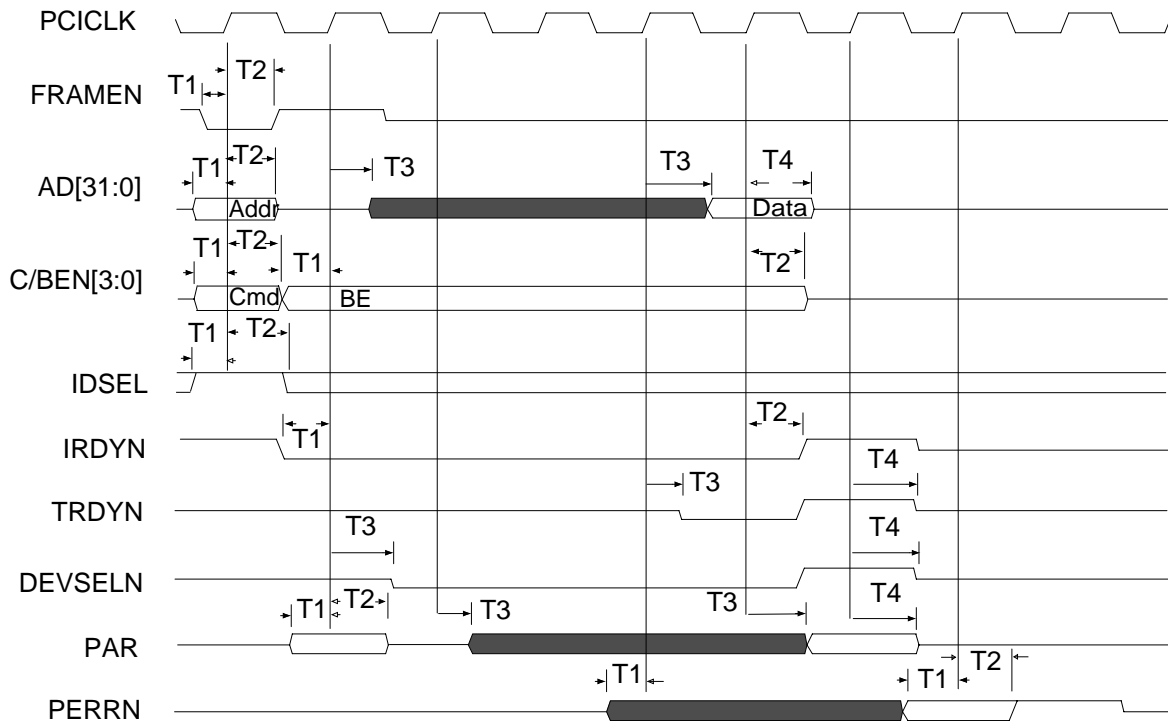 PCICLK
T1 T2
FRAMEN
T1 T2 T3 T3 T4
AD[31:0]
Addr Data
T1 T2 T1 T2
C/BEN[3:0]
Cmd BE
T1 T2
IDSEL
T1 T2
IRDYN
T3 T4
TRDYN
T3 T4
DEVSELN
T1 T2 T3 T3 T4
PAR
T1 T1 T2
PERRN